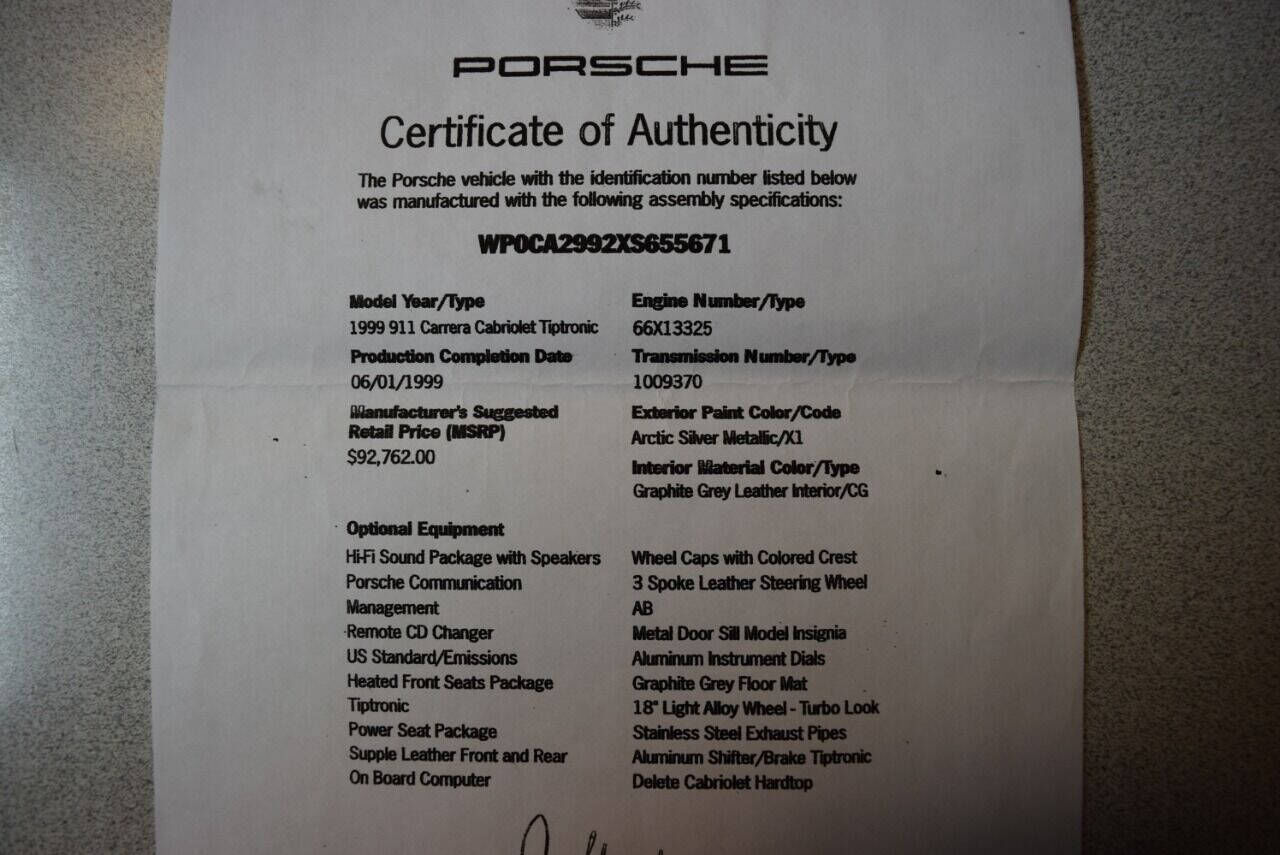 PORSCHE
Certificate of Authenticity
The Porsche vehicle with the identification number listed below
was manufactured with the following assembly specifications:
WP0CA2992XS655671
Model Year/Type
1999 911 Carrera Cabriolet Tiptronic
Production Completion Date
06/01/1999
Manufacturer's Suggested
Retail Price (MSRP)
$92,762.00
Engine Number/Type
66X13325
Transmission Number/Type
1009370
Exterior Paint Color/Code
Arctic Silver Metallic/X1
Interior Material Color/Type
Graphite Grey Leather Interior/CG
Optional Equipment
Hi-Fi Sound Package with Speakers
Porsche Communication
Management
Remote CD Changer
US Standard/Emissions
Heated Front Seats Package
Tiptronic
Power Seat Package
Supple Leather Front and Rear
On Board Computer
Wheel Caps with Colored Crest
3 Spoke Leather Steering Wheel
AB
Metal Door Sill Model Insignia
Aluminum Instrument Dials
Graphite Grey Floor Mat
18" Light Alloy Wheel - Turbo Look
Stainless Steel Exhaust Pipes
Aluminum Shifter/Brake Tiptronic
Delete Cabriolet Hardtop